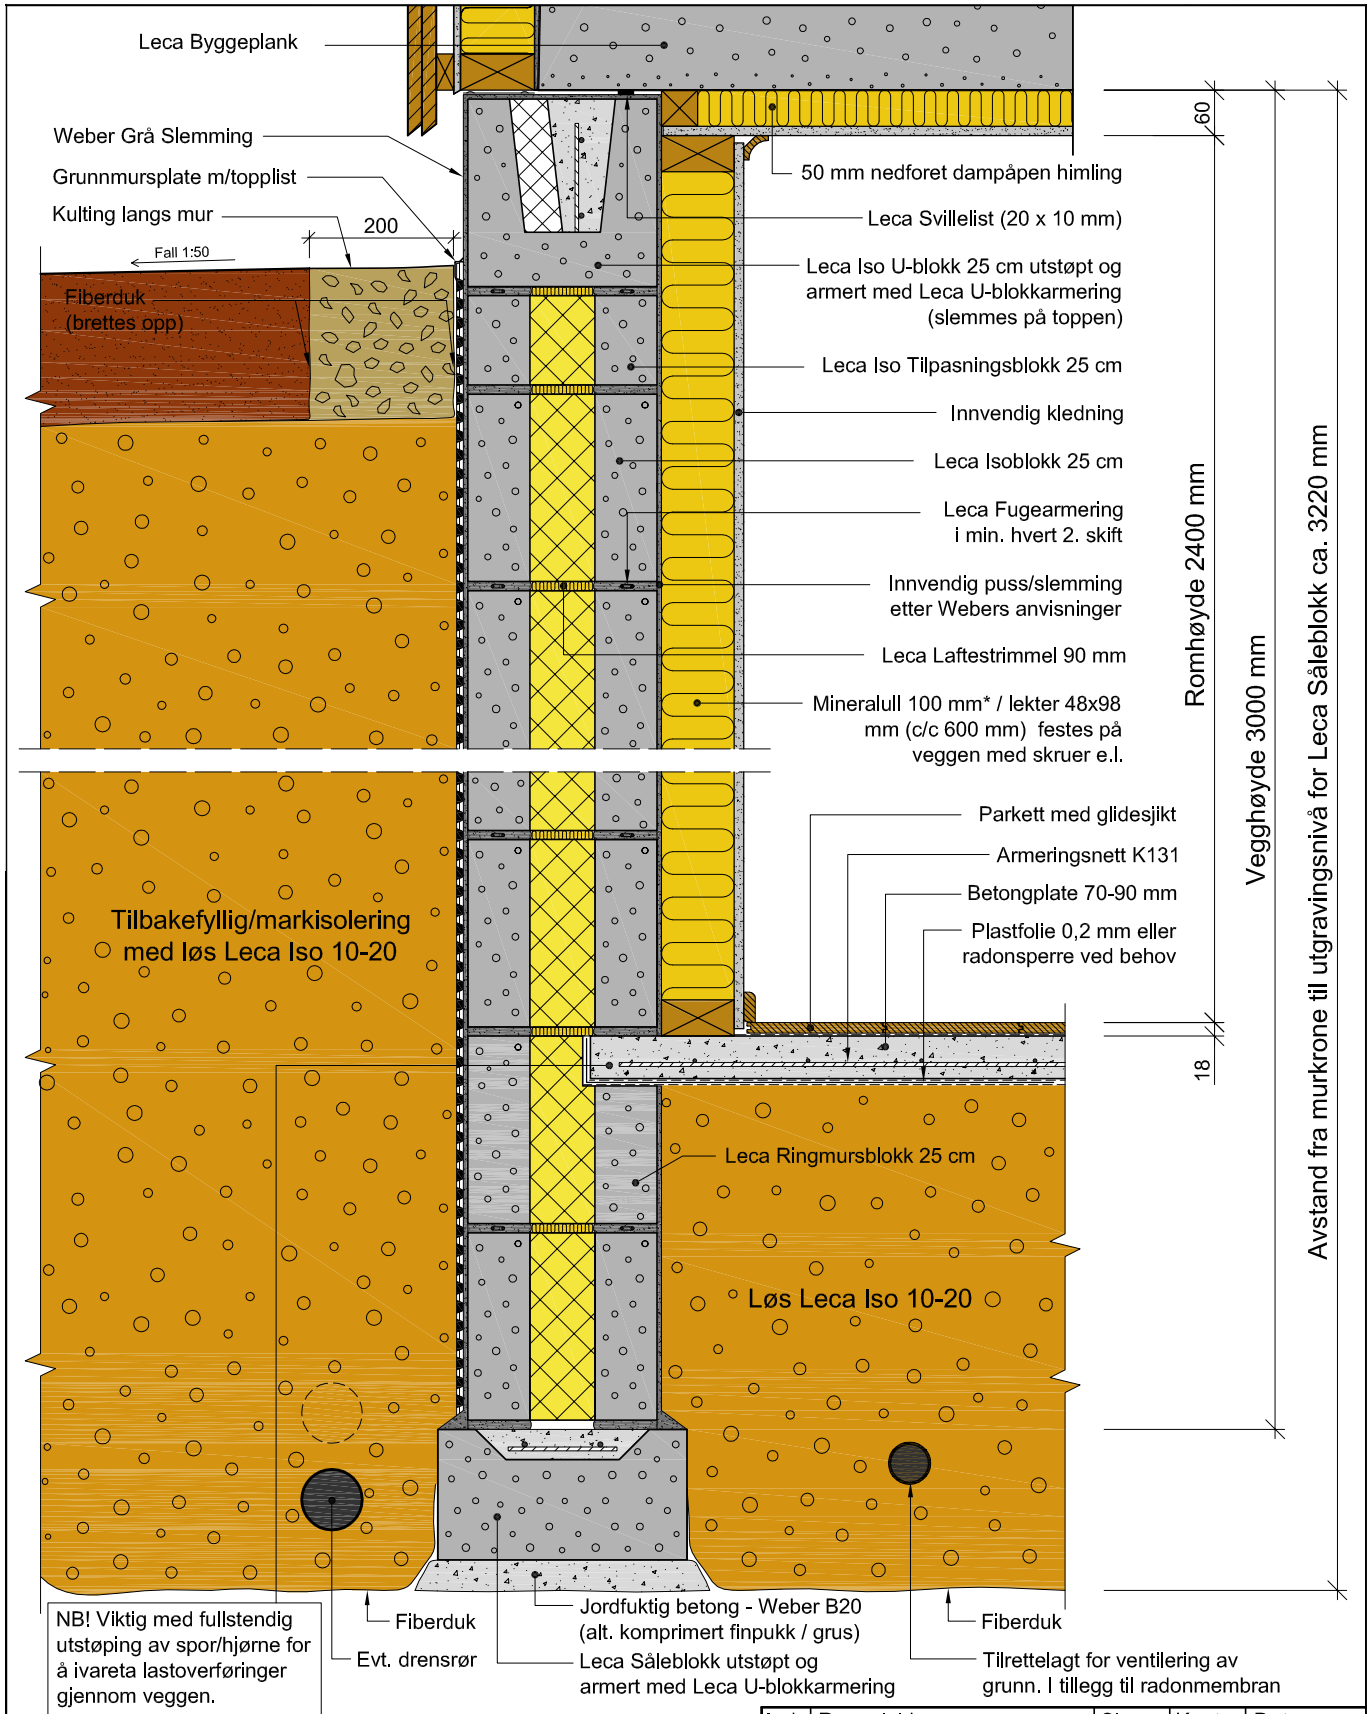 Leca Byggeplank
Weber Grå Slemming
Grunnmursplate m/topplist
Kulting langs mur
200
Fall 1:50
Fiberduk
(brettes opp)
60
50 mm nedforet dampåpen himling
Leca Svillelist (20 x 10 mm)
Leca Iso U-blokk 25 cm utstøpt og
armert med Leca U-blokkarmering
(slemmes på toppen)
Leca Iso Tilpasningsblokk 25 cm
Innvendig kledning
Leca Isoblokk 25 cm
Leca Fugearmering
i min. hvert 2. skift
Innvendig puss/slemming
etter Webers anvisninger
Leca Laftestrimmel 90 mm
Mineralull 100 mm* / lekter 48x98
mm (c/c 600 mm) festes på
veggen med skruer e.l.
Romhøyde 2400 mm
Vegghøyde 3000 mm
Avstand fra murkrone til utgravingsnivå for Leca Såleblokk ca. 3220 mm
Parkett med glidesjikt
Armeringsnett K131
Betongplate 70-90 mm
Plastfolie 0,2 mm eller
radonsperre ved behov
18
Tilbakefyllig/markisolering
med løs Leca Iso 10-20
Leca Ringmursblokk 25 cm
Løs Leca Iso 10-20
NB! Viktig med fullstendig
utstøping av spor/hjørne for
å ivareta lastoverføringer
gjennom veggen.
Fiberduk
Evt. drensrør
Jordfuktig betong - Weber B20
(alt. komprimert finpukk / grus)
Leca Såleblokk utstøpt og
armert med Leca U-blokkarmering
Fiberduk
Tilrettelagt for ventilering av
grunn. I tillegg til radonmembran